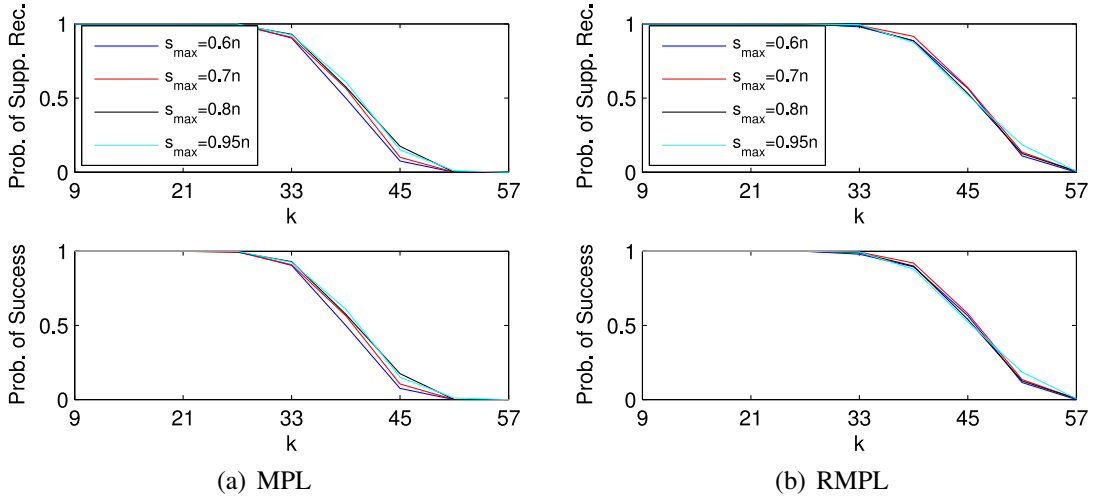 Prob. of Supp. Rec.
1
0.5
0
s_max=0.6n
s_max=0.7n
s_max=0.8n
s_max=0.95n
9 21 33 45 57
k
Prob. of Success
1
0.5
0
9 21 33 45 57
k
(a) MPL
Prob. of Supp. Rec.
1
0.5
0
s_max=0.6n
s_max=0.7n
s_max=0.8n
s_max=0.95n
9 21 33 45 57
k
Prob. of Success
1
0.5
0
9 21 33 45 57
k
(b) RMPL